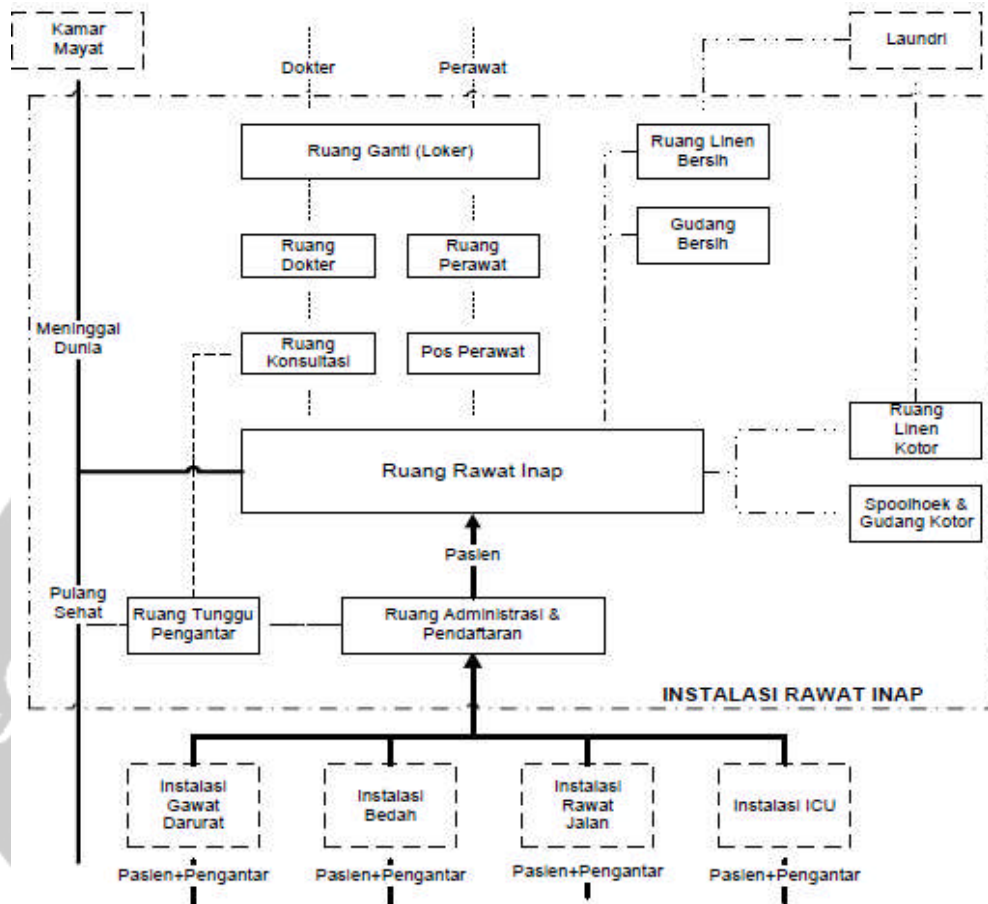 Kamar
Mayat
Laundri
Dokter
Perawat
Ruang Ganti (Loker)
Ruang Linen
Bersih
Gudang
Bersih
Ruang
Dokter
Ruang
Perawat
Meninggal
Dunia
Ruang
Konsultasi
Pos Perawat
Ruang
Linen
Kotor
Ruang Rawat Inap
Spoolhoek &
Gudang Kotor
Pasien
Pulang
Sehat
Ruang Tunggu
Pengantar
Ruang Administrasi &
Pendaftaran
INSTALASI RAWAT INAP
Instalasi
Gawat
Darurat
Instalasi
Bedah
Instalasi
Rawat
Jalan
Instalasi ICU
Pasien+Pengantar
Pasien+Pengantar
Pasien+Pengantar
Pasien+Pengantar